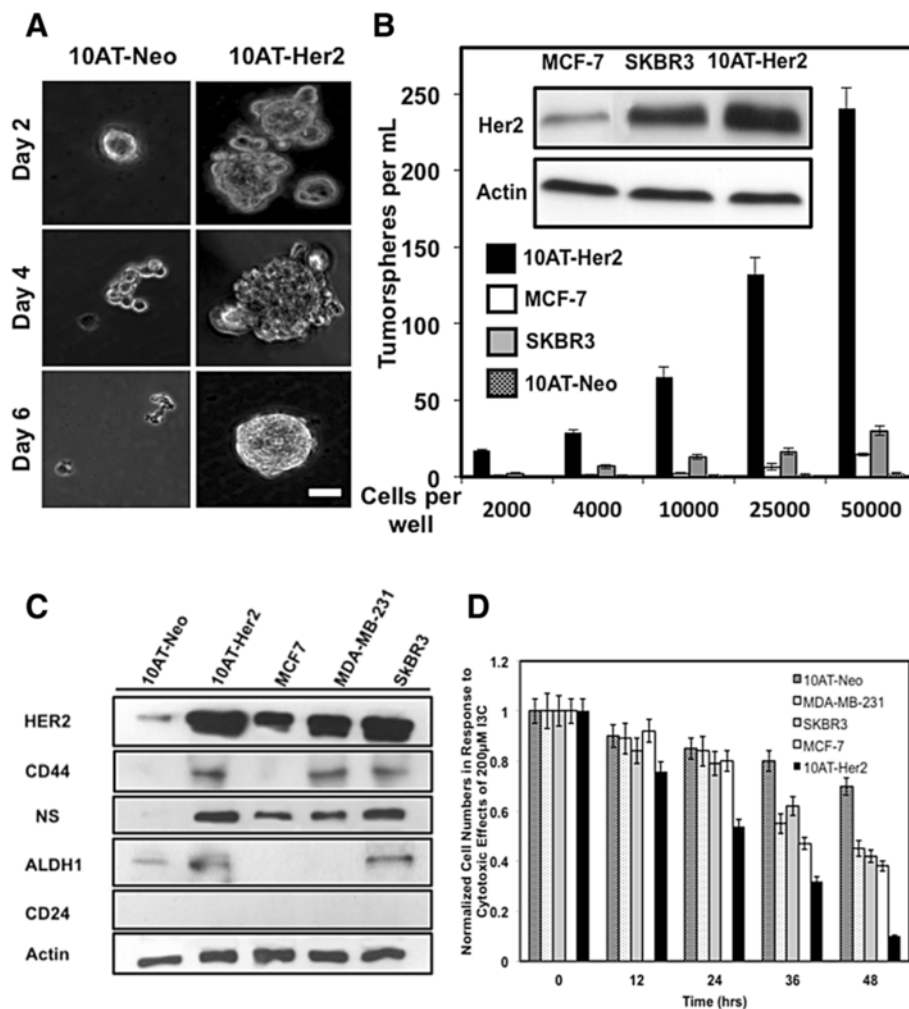 A
10AT-Neo 10AT-Her2
Day 2
Day 4
Day 6
B
MCF-7 SKBR3 10AT-Her2
Her2
Actin
Tumorspheres per mL
250
200
150
100
50
0
10AT-Her2
MCF-7
SKBR3
10AT-Neo
Cells per well
2000 4000 10000 25000 50000
C
10AT-Neo 10AT-Her2 MCF7 MDA-MB-231 SkBR3
HER2
CD44
NS
ALDH1
CD24
Actin
D
Normalized Cell Numbers in Response to
Cytotoxic Effects of 200µM I3C
1.2
1
0.8
0.6
0.4
0.2
0
10AT-Neo
MDA-MB-231
SKBR3
MCF-7
10AT-Her2
0 12 24 36 48
Time (hrs)